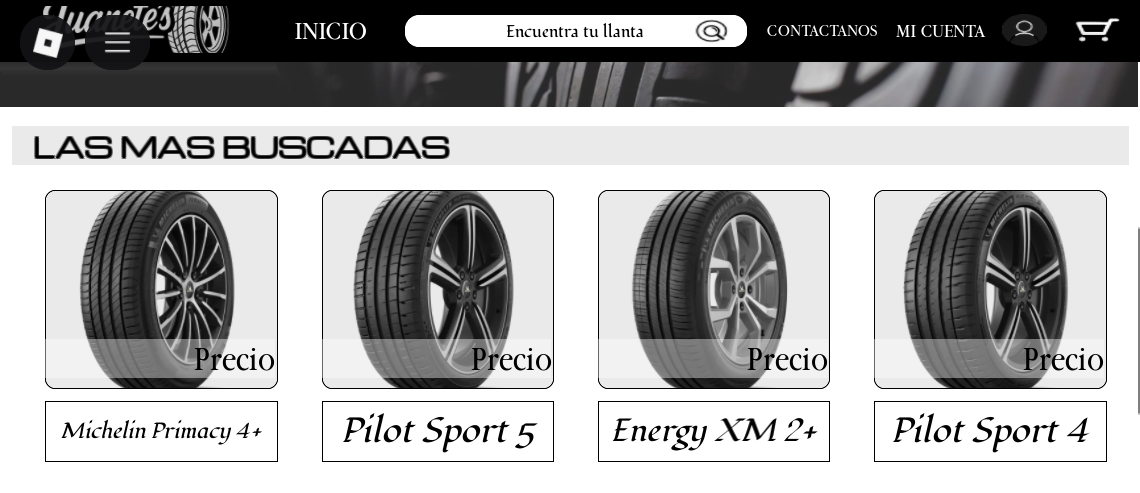 Juanetes
INICIO
Encuentra tu llanta
CONTACTANOS
MI CUENTA
LAS MAS BUSCADAS
Precio
Precio
Precio
Precio
Michelin Primacy 4+
Pilot Sport 5
Energy XM 2+
Pilot Sport 4